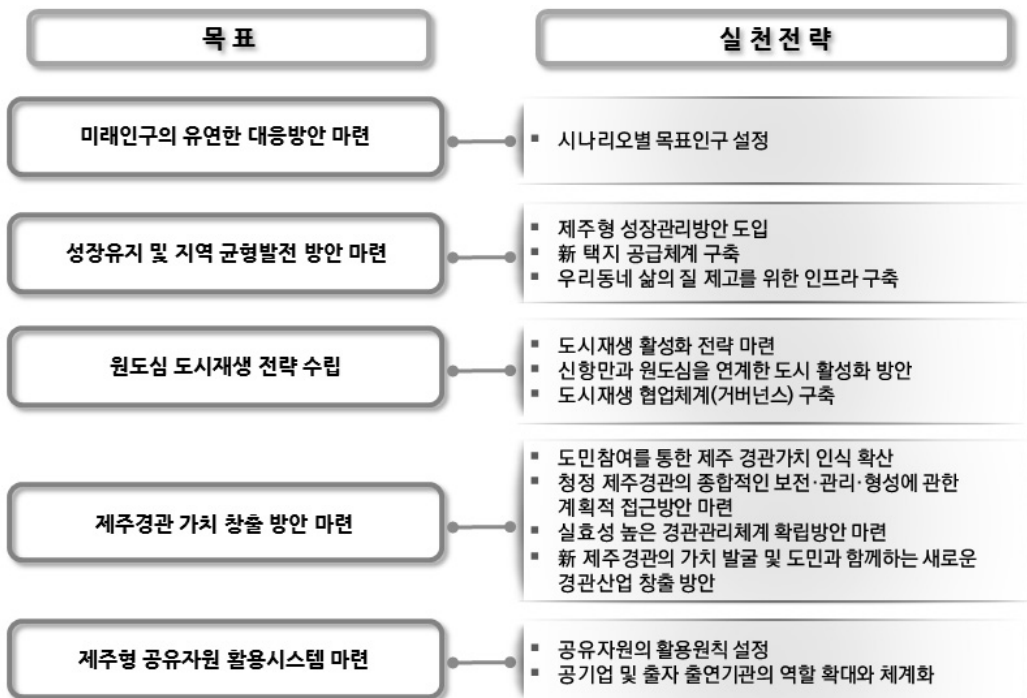 목 표
실 천 전 략
미래인구의 유연한 대응방안 마련
▪ 시나리오별 목표인구 설정
성장유지 및 지역 균형발전 방안 마련
▪ 제주형 성장관리방안 도입
▪ 新 택지 공급체계 구축
▪ 우리동네 삶의 질 제고를 위한 인프라 구축
원도심 도시재생 전략 수립
▪ 도시재생 활성화 전략 마련
▪ 신항만과 원도심을 연계한 도시 활성화 방안
▪ 도시재생 협업체계(거버넌스) 구축
제주경관 가치 창출 방안 마련
▪ 도민참여를 통한 제주 경관가치 인식 확산
▪ 청정 제주경관의 종합적인 보전·관리·형성에 관한
계획적 접근방안 마련
▪ 실효성 높은 경관관리체계 확립방안 마련
▪ 新 제주경관의 가치 발굴 및 도민과 함께하는 새로운
경관산업 창출 방안
제주형 공유자원 활용시스템 마련
▪ 공유자원의 활용원칙 설정
▪ 공기업 및 출자 출연기관의 역할 확대와 체계화